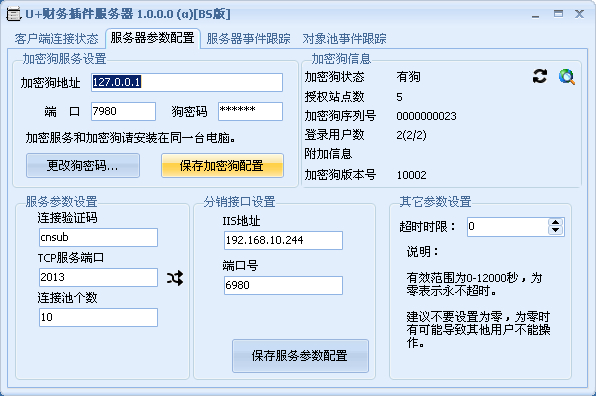 U+财务插件服务器 1.0.0.0 (α)[BS版]
客户端连接状态 服务器参数配置 服务器事件跟踪 对象池事件跟踪
加密狗服务设置
加密狗地址 127.0.0.1
端 口 7980 狗密码 ******
加密服务和加密狗请安装在同一台电脑。
更改狗密码... 保存加密狗配置
加密狗信息
加密狗状态 有狗
授权站点数 5
加密狗序列号 0000000023
登录用户数 2(2/2)
附加信息
加密狗版本号 10002
服务参数设置
连接验证码
cnsub
TCP服务端口
2013
连接池个数
10
分销接口设置
IIS地址
192.168.10.244
端口号
6980
保存服务参数配置
其它参数设置
超时时限： 0
说明：
有效范围为0-12000秒，为
零表示永不超时。
建议不要设置为零，为零时
有可能导致其他用户不能操
作。